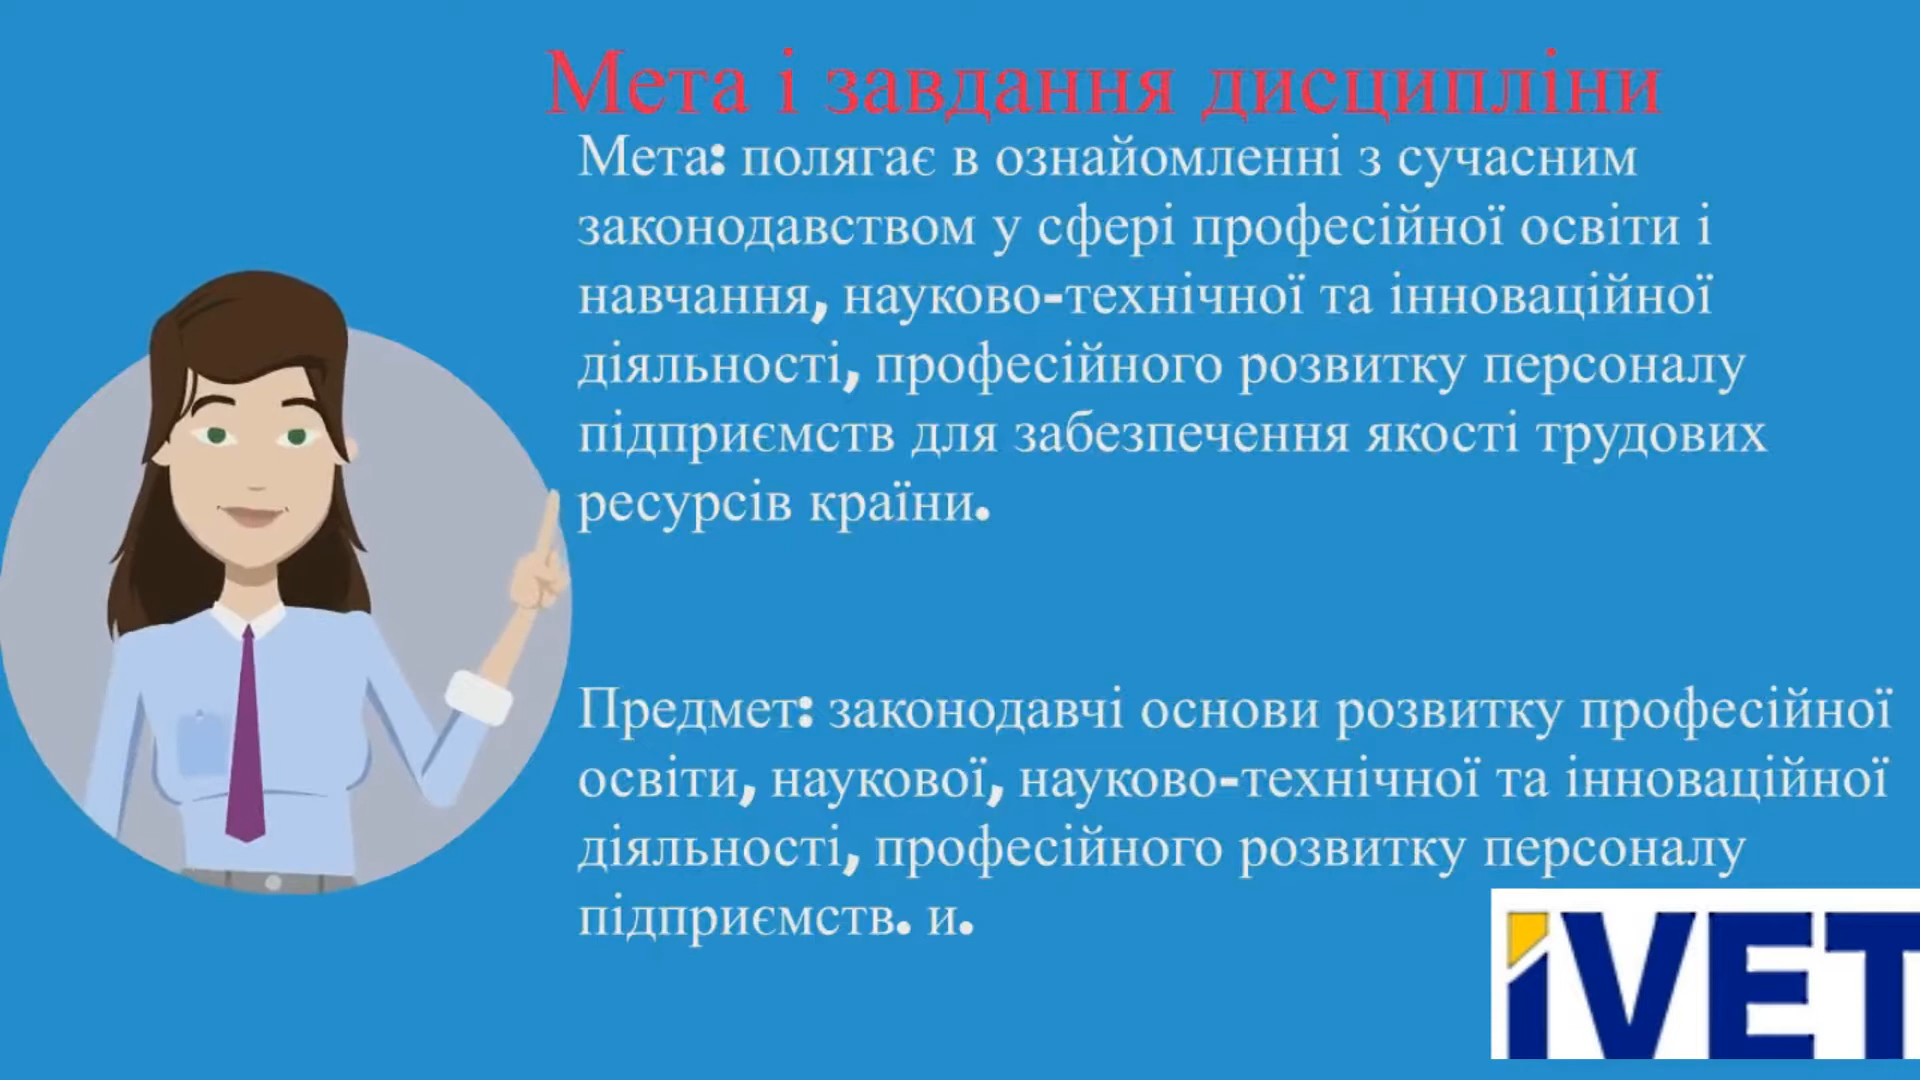 Мета і завдання дисципліни
Мета: полягає в ознайомленні з сучасним
законодавством у сфері професійної освіти і
навчання, науково-технічної та інноваційної
діяльності, професійного розвитку персоналу
підприємств для забезпечення якості трудових
ресурсів країни.
Предмет: законодавчі основи розвитку професійної
освіти, наукової, науково-технічної та інноваційної
діяльності, професійного розвитку персоналу
підприємств. и.
iVET